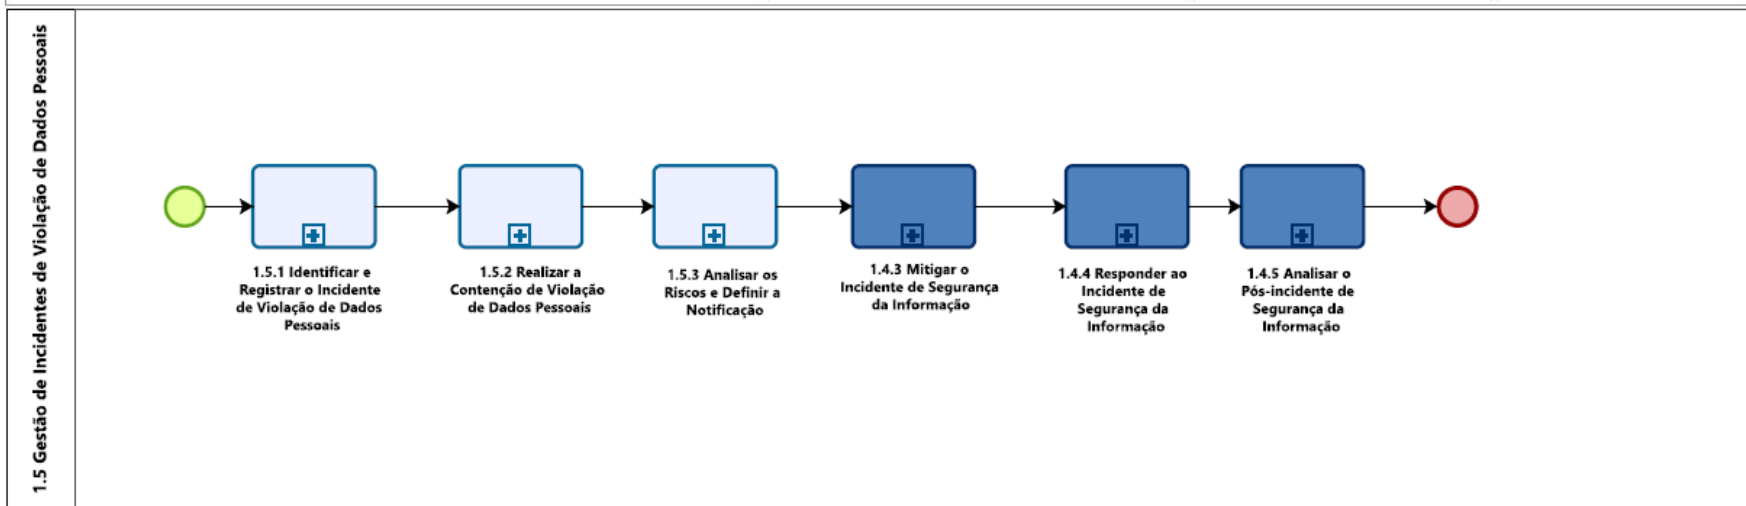 1.5 Gestão de Incidentes de Violação de Dados Pessoais
1.5.1 Identificar e
Registrar o Incidente
de Violação de Dados
Pessoais
1.5.2 Realizar a
Contenção de Violação
de Dados Pessoais
1.5.3 Analisar os
Riscos e Definir a
Notificação
1.4.3 Mitigar o
Incidente de Segurança
da Informação
1.4.4 Responder ao
Incidente de
Segurança da
Informação
1.4.5 Analisar o
Pós-incidente de
Segurança da
Informação